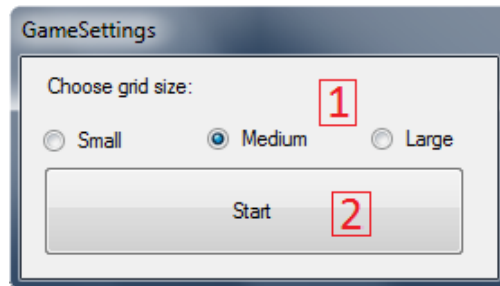 GameSettings
Choose grid size:
1
Small Medium Large
Start 2